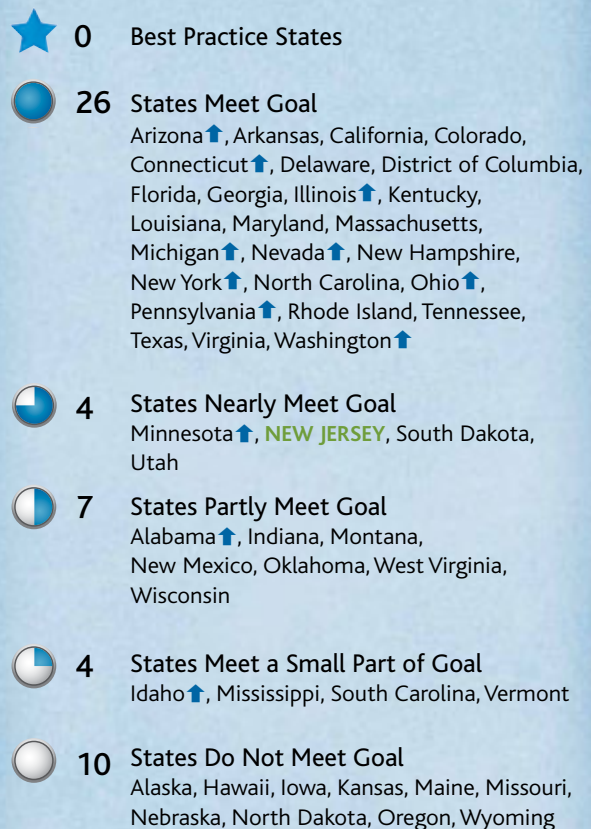 0 Best Practice States
26 States Meet Goal
Arizona⬆, Arkansas, California, Colorado,
Connecticut⬆, Delaware, District of Columbia,
Florida, Georgia, Illinois⬆, Kentucky,
Louisiana, Maryland, Massachusetts,
Michigan⬆, Nevada⬆, New Hampshire,
New York⬆, North Carolina, Ohio⬆,
Pennsylvania⬆, Rhode Island, Tennessee,
Texas, Virginia, Washington⬆
4 States Nearly Meet Goal
Minnesota⬆, NEW JERSEY, South Dakota,
Utah
7 States Partly Meet Goal
Alabama⬆, Indiana, Montana,
New Mexico, Oklahoma, West Virginia,
Wisconsin
4 States Meet a Small Part of Goal
Idaho⬆, Mississippi, South Carolina, Vermont
10 States Do Not Meet Goal
Alaska, Hawaii, Iowa, Kansas, Maine, Missouri,
Nebraska, North Dakota, Oregon, Wyoming